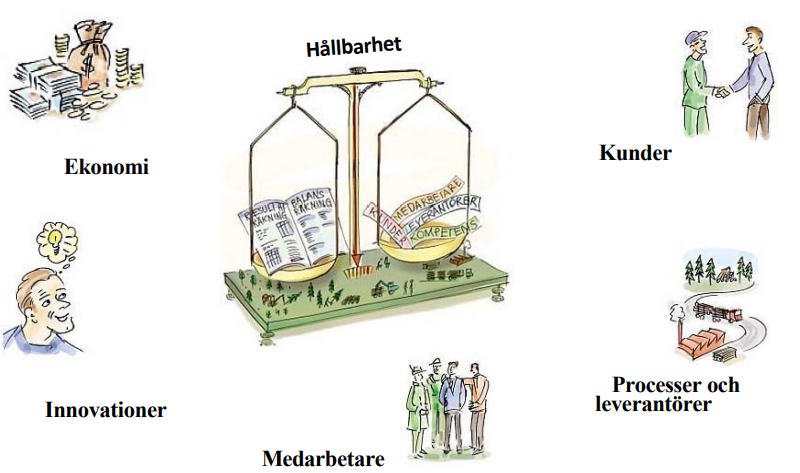 Hållbarhet
Ekonomi
Kunder
RESULTAT
RÄKNING
BALANS
RÄKNING
MEDARBETARE
LEVERANTÖRER
KUNDER
KOMPETENS
$
Innovationer
Processer och
leverantörer
Medarbetare